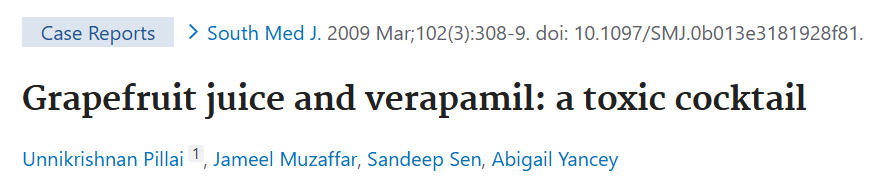 Case Reports > South Med J. 2009 Mar;102(3):308-9. doi: 10.1097/SMJ.0b013e3181928f81.
Grapefruit juice and verapamil: a toxic cocktail
Unnikrishnan Pillai 1, Jameel Muzaffar, Sandeep Sen, Abigail Yancey